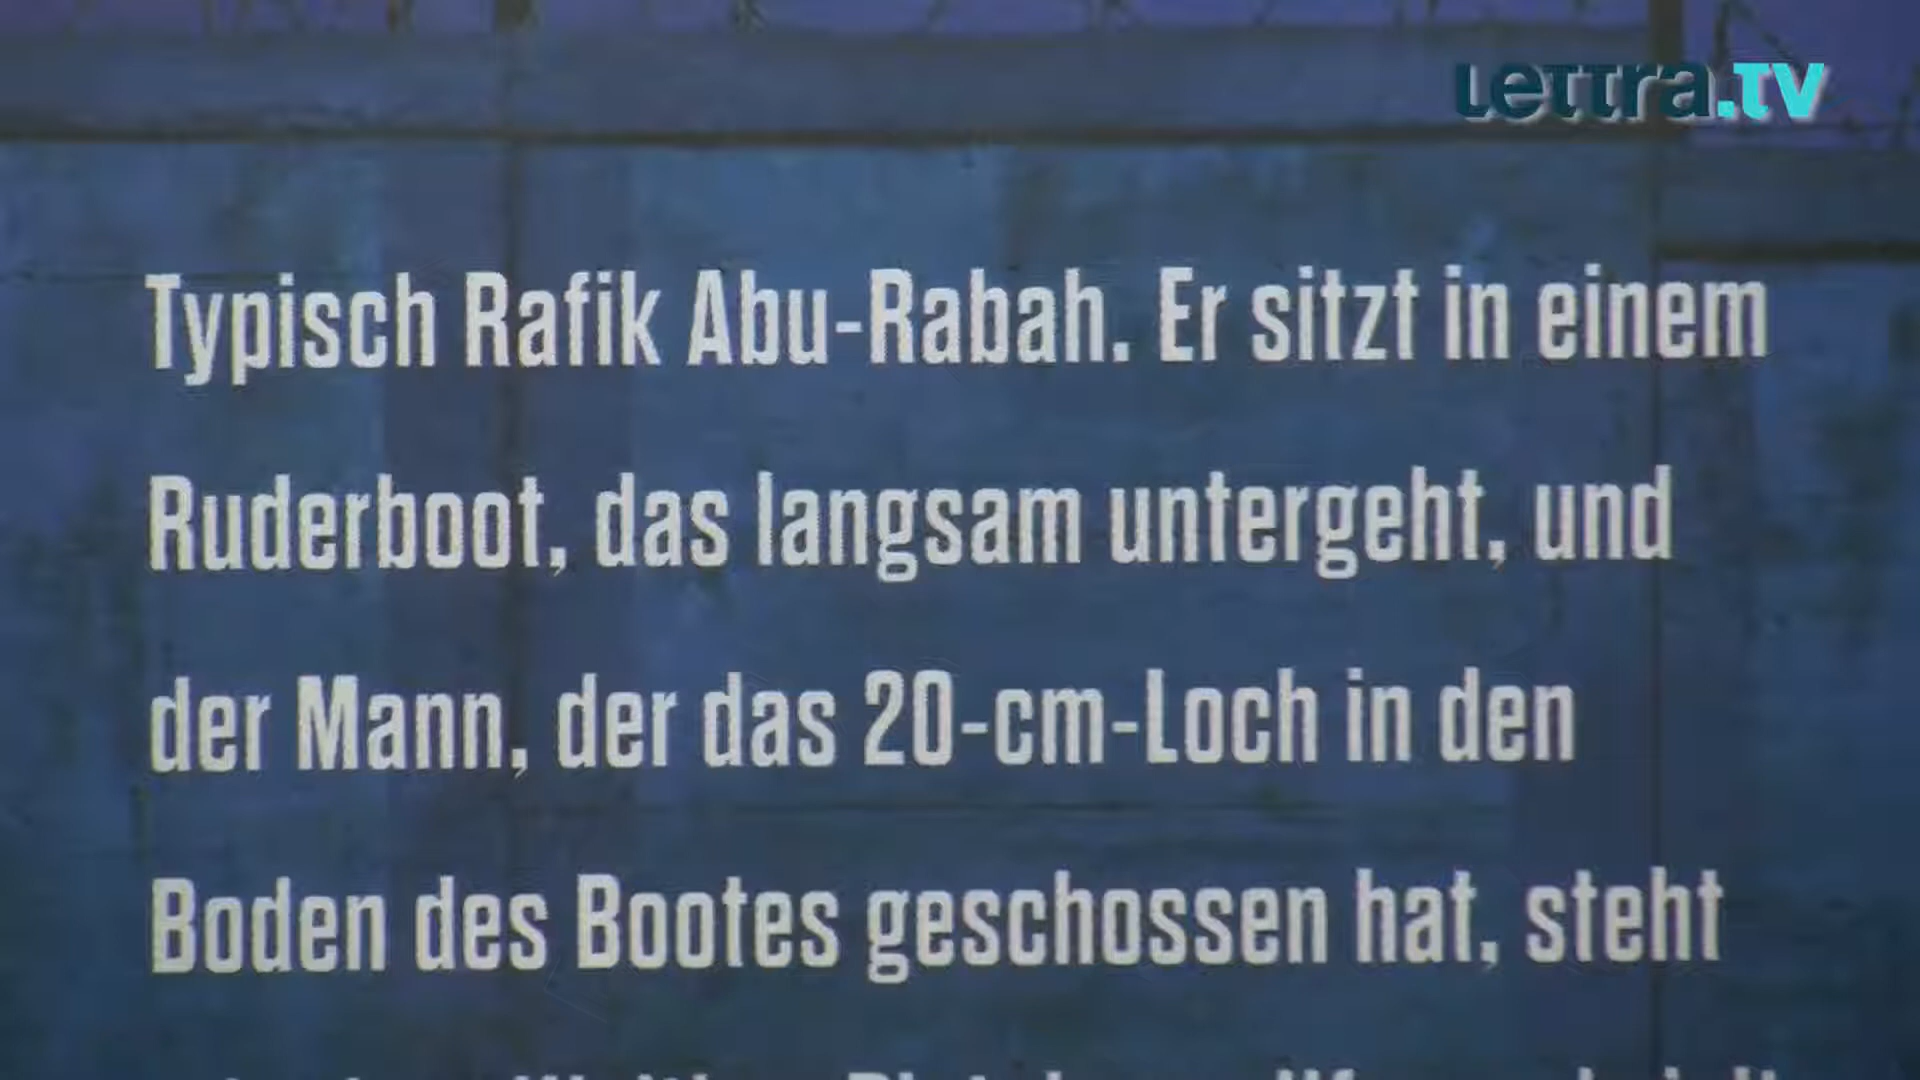 Lettra.TV
Typisch Rafik Abu-Rabah. Er sitzt in einem
Ruderboot, das langsam untergeht, und
der Mann, der das 20-cm-Loch in den
Boden des Bootes geschossen hat, steht